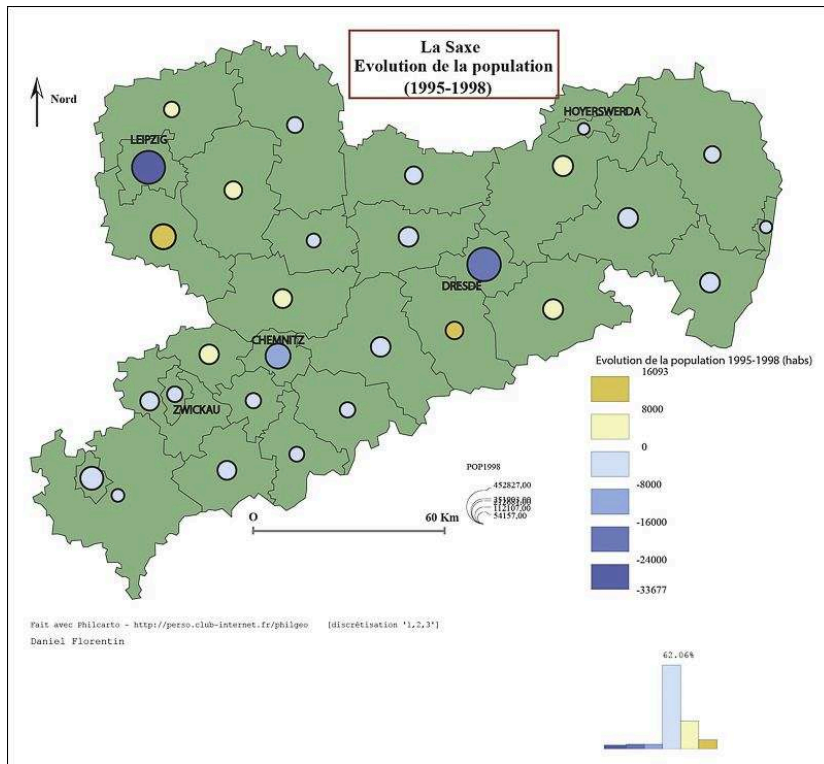 La Saxe
Evolution de la population
(1995-1998)
Nord
HOYERSWERDA
LEIPZIG
DRESDE
CHEMNITZ
ZWICKAU
Evolution de la population 1995-1998 (habs)
16093
8000
0
-8000
-16000
-24000
-33677
POP1998
452827,00
112107,00
54157,00
O
60 Km
Fait avec Philcarto - http://perso.club-internet.fr/philgeo [discrétisation '1,2,3']
Daniel Florentin
62.06%